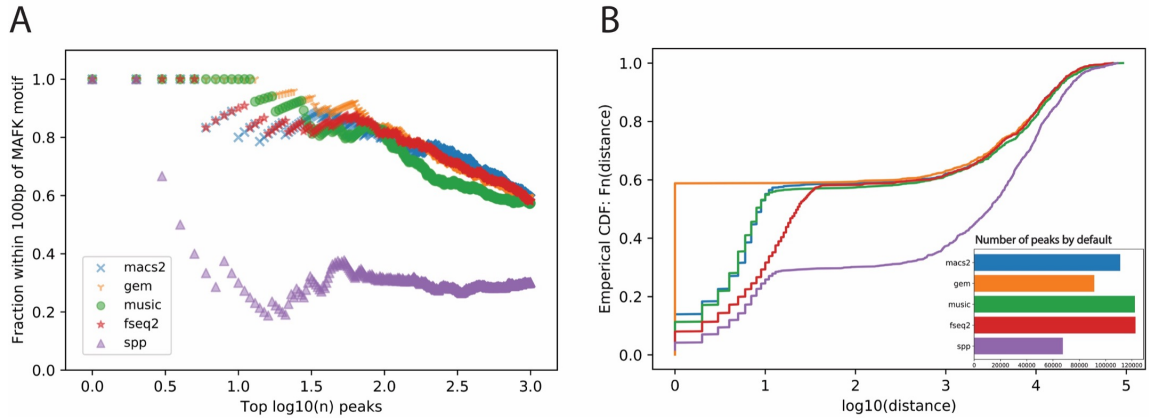 A
Fraction within 100bp of MAFK motif
1.0
0.8
0.6
0.4
0.2
0.0
macs2
gem
music
fseq2
spp
0.0
0.5
1.0
1.5
2.0
2.5
3.0
Top log10(n) peaks
B
Emperical CDF: Fn(distance)
1.0
0.8
0.6
0.4
0.2
0.0
Number of peaks by default
macs2
gem
music
fseq2
spp
0
20000
40000
60000
80000
100000
120000
0
1
2
3
4
5
log10(distance)